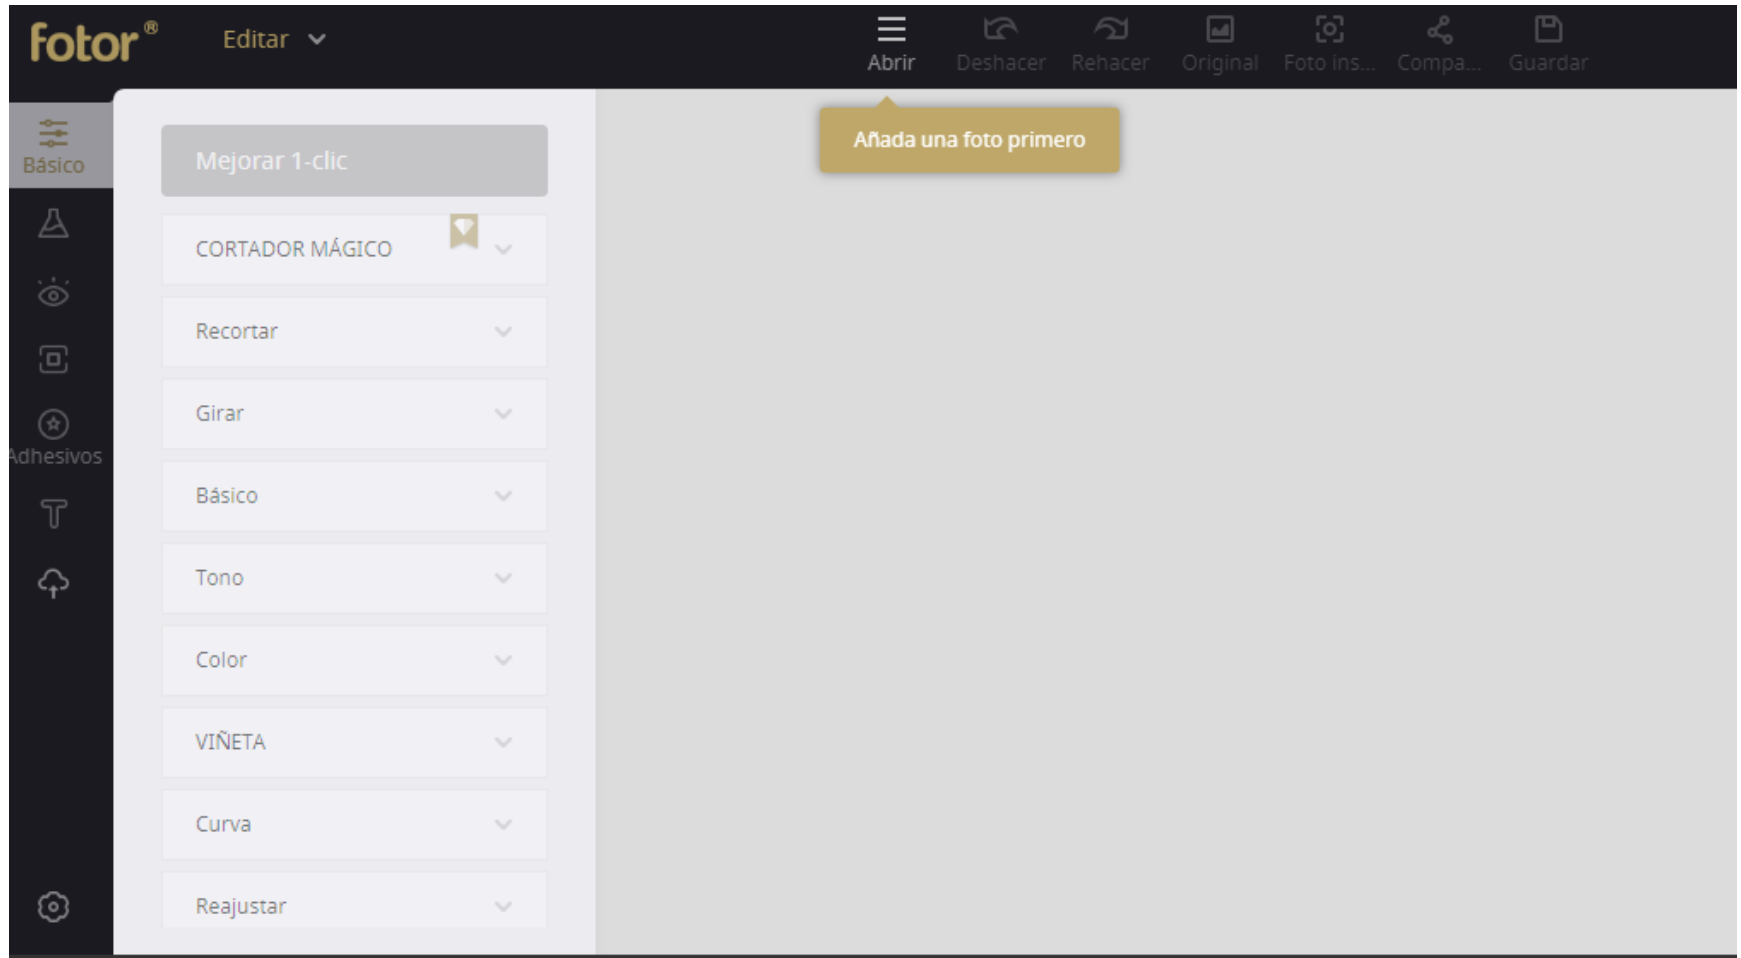 fotor®
Editar
Abrir
Deshacer
Rehacer
Original
Foto ins...
Compa...
Guardar
Añada una foto primero
Básico
Adhesivos
Mejorar 1-clic
CORTADOR MÁGICO
Recortar
Girar
Básico
Tono
Color
VIÑETA
Curva
Reajustar